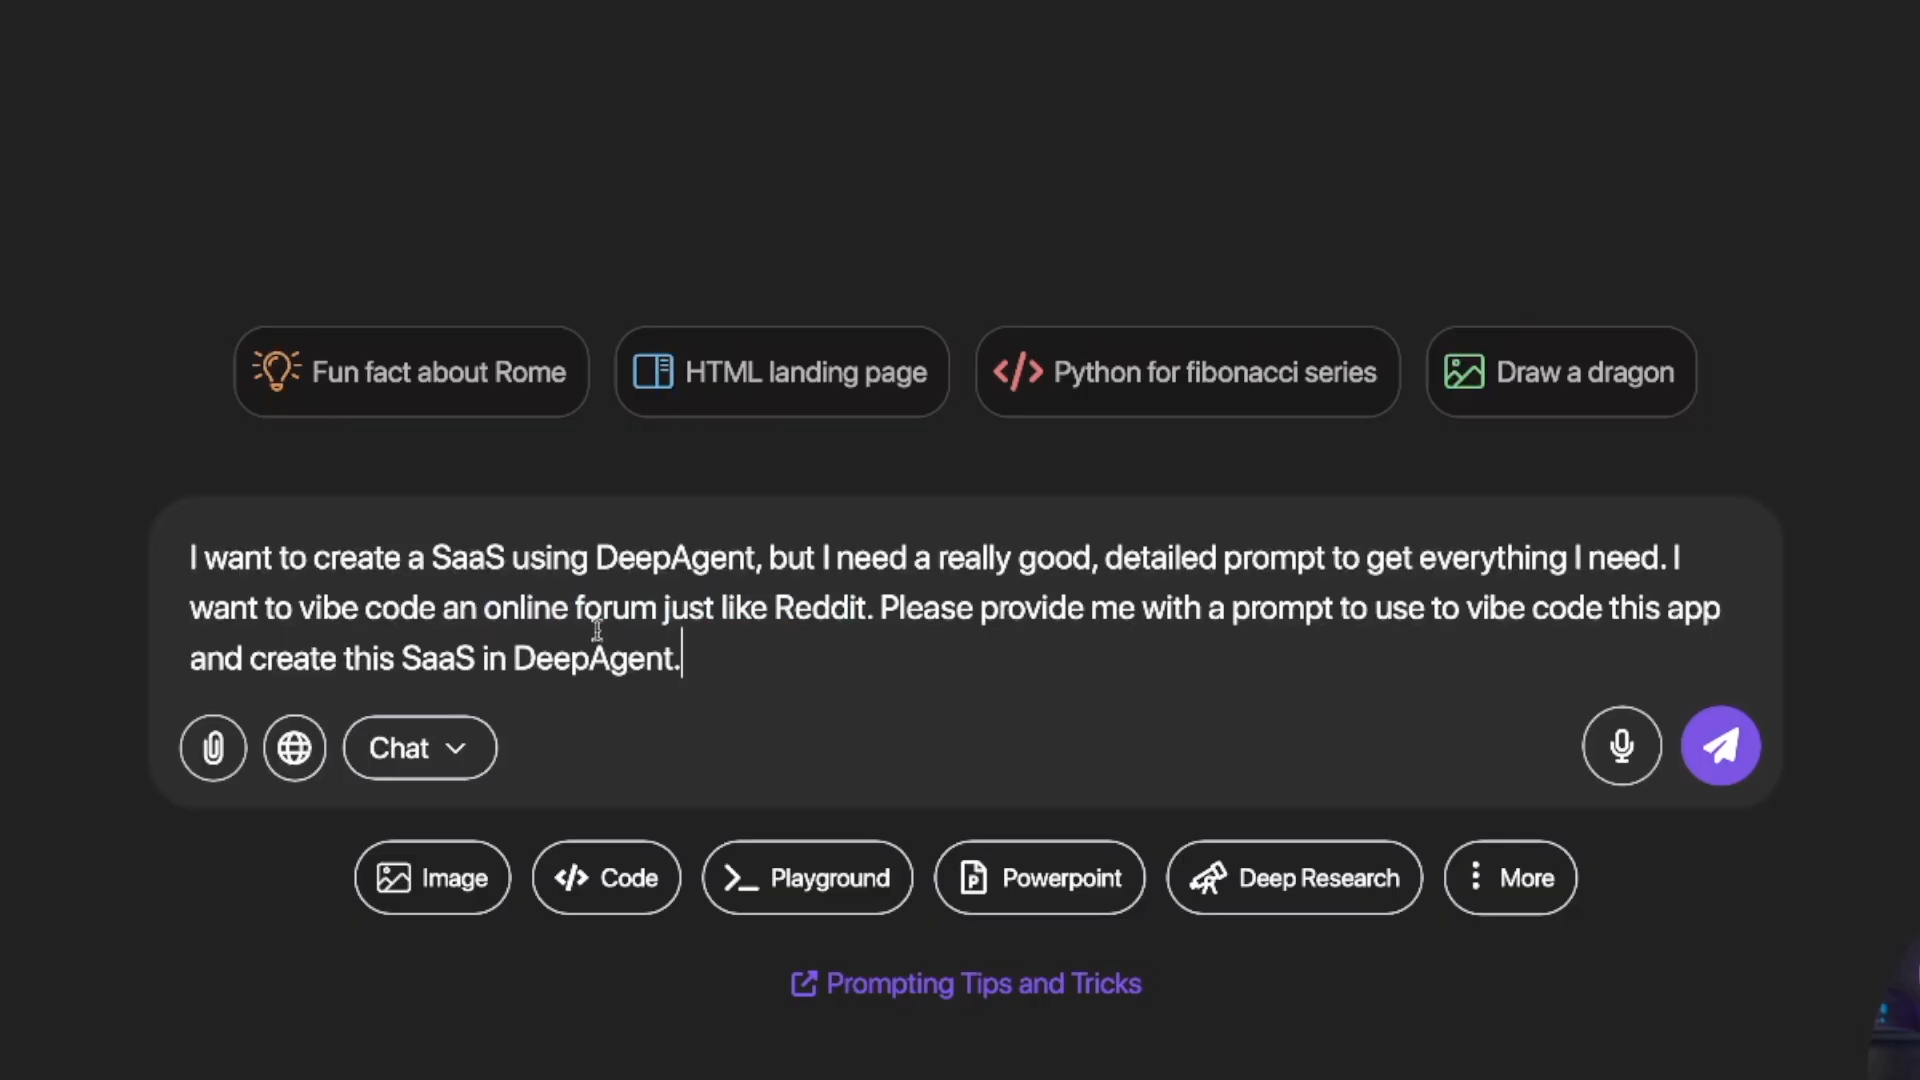 Fun fact about Rome
HTML landing page
Python for fibonacci series
Draw a dragon
I want to create a SaaS using DeepAgent, but I need a really good, detailed prompt to get everything I need. I
want to vibe code an online forum just like Reddit. Please provide me with a prompt to use to vibe code this app
and create this SaaS in DeepAgent.
Chat
Image
Code
Playground
Powerpoint
Deep Research
More
Prompting Tips and Tricks